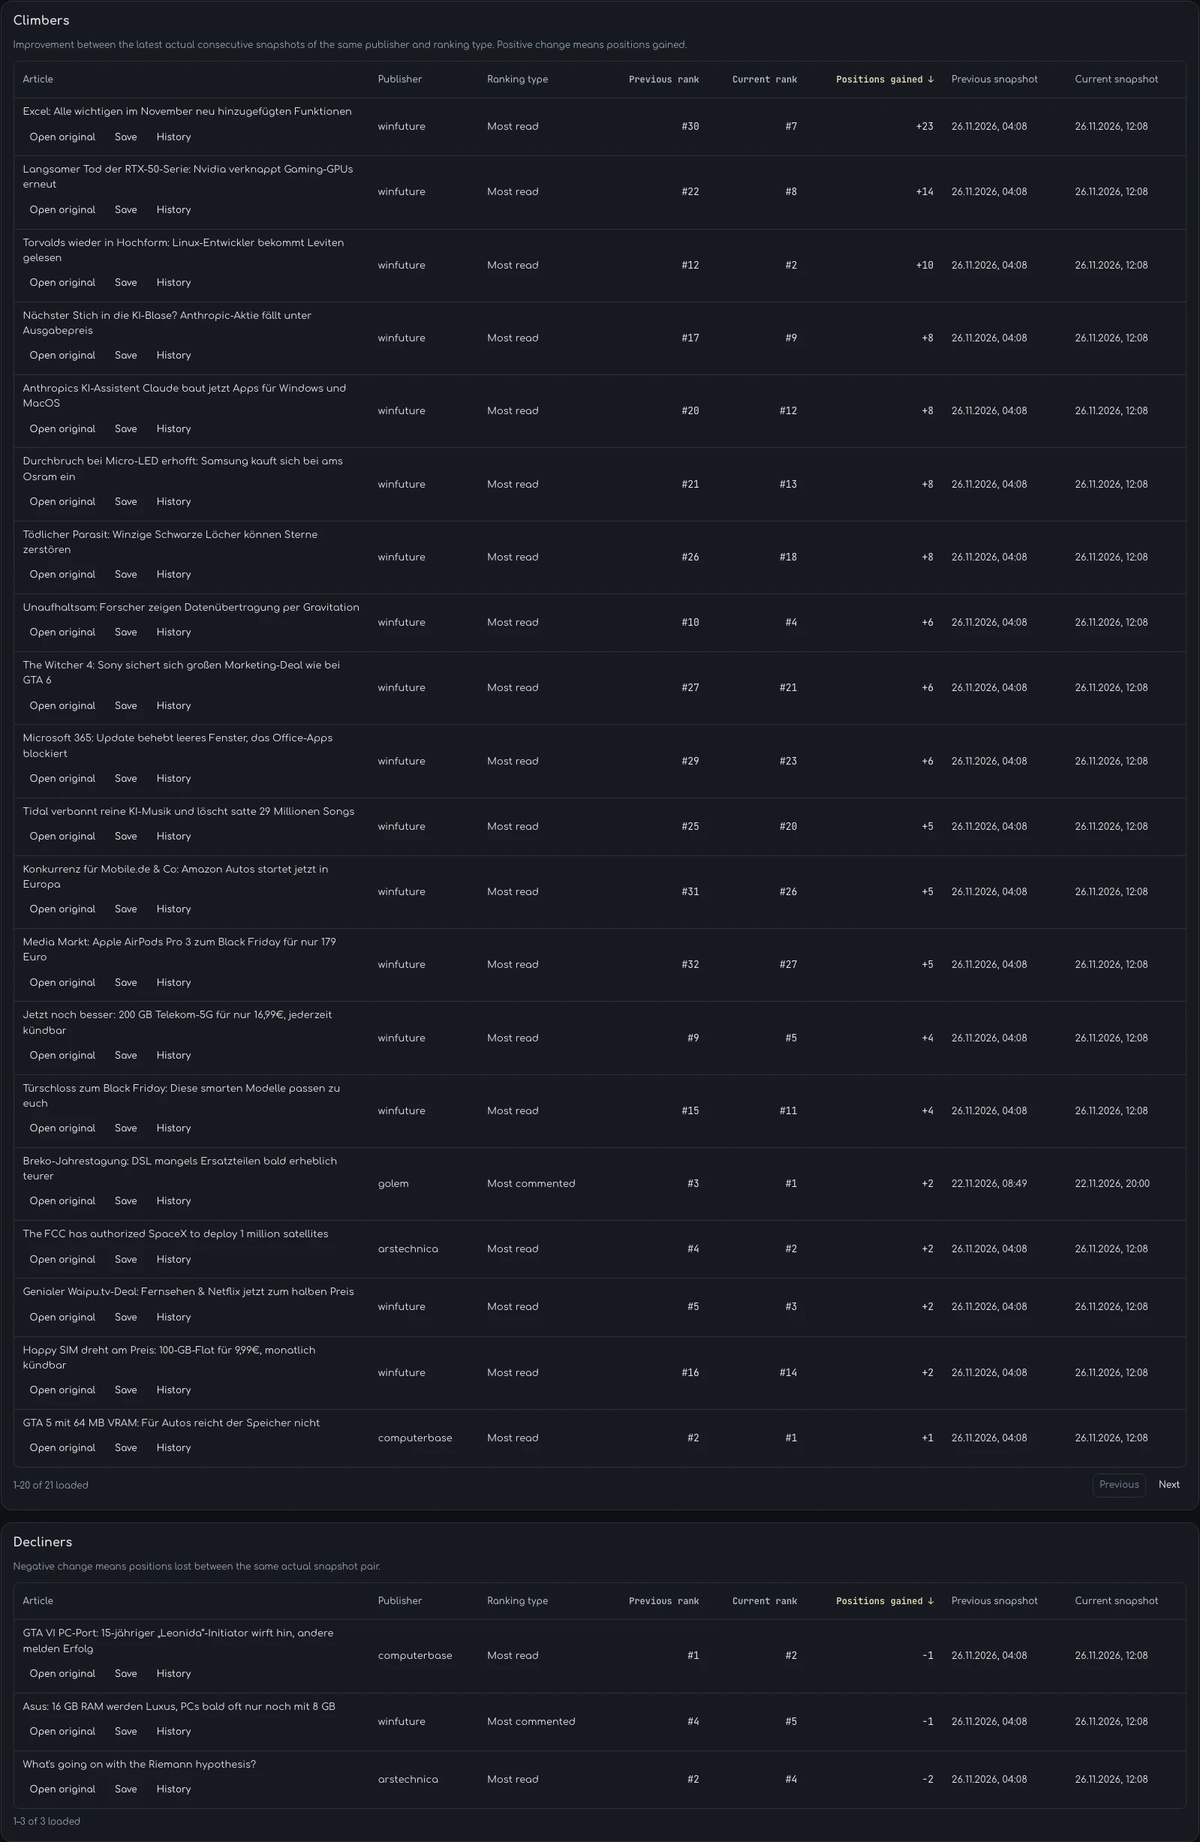 Climbers
Improvement between the latest actual consecutive snapshots of the same publisher and ranking type. Positive change means positions gained.
Article Publisher Ranking type Previous rank Current rank Positions gained ↓ Previous snapshot Current snapshot
Excel: Alle wichtigen im November neu hinzugefügten Funktionen
winfuture Most read #30 #7 +23 26.11.2026, 04:08 26.11.2026, 12:08
Open original Save History
Langsamer Tod der RTX-50-Serie: Nvidia verknappt Gaming-GPUs
erneut
winfuture Most read #22 #8 +14 26.11.2026, 04:08 26.11.2026, 12:08
Open original Save History
Torvalds wieder in Hochform: Linux-Entwickler bekommt Leviten
gelesen
winfuture Most read #12 #2 +10 26.11.2026, 04:08 26.11.2026, 12:08
Open original Save History
Nächster Stich in die KI-Blase? Anthropic-Aktie fällt unter
Ausgabepreis
winfuture Most read #17 #9 +8 26.11.2026, 04:08 26.11.2026, 12:08
Open original Save History
Anthropics KI-Assistent Claude baut jetzt Apps für Windows und
MacOS
winfuture Most read #20 #12 +8 26.11.2026, 04:08 26.11.2026, 12:08
Open original Save History
Durchbruch bei Micro-LED erhofft: Samsung kauft sich bei ams
Osram ein
winfuture Most read #21 #13 +8 26.11.2026, 04:08 26.11.2026, 12:08
Open original Save History
Tödlicher Parasit: Winzige Schwarze Löcher können Sterne
zerstören
winfuture Most read #26 #18 +8 26.11.2026, 04:08 26.11.2026, 12:08
Open original Save History
Unaufhaltsam: Forscher zeigen Datenübertragung per Gravitation
winfuture Most read #10 #4 +6 26.11.2026, 04:08 26.11.2026, 12:08
Open original Save History
The Witcher 4: Sony sichert sich großen Marketing-Deal wie bei
GTA 6
winfuture Most read #27 #21 +6 26.11.2026, 04:08 26.11.2026, 12:08
Open original Save History
Microsoft 365: Update behebt leeres Fenster, das Office-Apps
blockiert
winfuture Most read #29 #23 +6 26.11.2026, 04:08 26.11.2026, 12:08
Open original Save History
Tidal verbannt reine KI-Musik und löscht satte 29 Millionen Songs
winfuture Most read #25 #20 +5 26.11.2026, 04:08 26.11.2026, 12:08
Open original Save History
Konkurrenz für Mobile.de & Co: Amazon Autos startet jetzt in
Europa
winfuture Most read #31 #26 +5 26.11.2026, 04:08 26.11.2026, 12:08
Open original Save History
Media Markt: Apple AirPods Pro 3 zum Black Friday für nur 179
Euro
winfuture Most read #32 #27 +5 26.11.2026, 04:08 26.11.2026, 12:08
Open original Save History
Jetzt noch besser: 200 GB Telekom-5G für nur 16,99€, jederzeit
kündbar
winfuture Most read #9 #5 +4 26.11.2026, 04:08 26.11.2026, 12:08
Open original Save History
Türschloss zum Black Friday: Diese smarten Modelle passen zu
euch
winfuture Most read #15 #11 +4 26.11.2026, 04:08 26.11.2026, 12:08
Open original Save History
Breko-Jahrestagung: DSL mangels Ersatzteilen bald erheblich
teurer
golem Most commented #3 #1 +2 22.11.2026, 08:49 22.11.2026, 20:00
Open original Save History
The FCC has authorized SpaceX to deploy 1 million satellites
arstechnica Most read #4 #2 +2 26.11.2026, 04:08 26.11.2026, 12:08
Open original Save History
Genialer Waipu.tv-Deal: Fernsehen & Netflix jetzt zum halben Preis
winfuture Most read #5 #3 +2 26.11.2026, 04:08 26.11.2026, 12:08
Open original Save History
Happy SIM dreht am Preis: 100-GB-Flat für 9,99€, monatlich
kündbar
winfuture Most read #16 #14 +2 26.11.2026, 04:08 26.11.2026, 12:08
Open original Save History
GTA 5 mit 64 MB VRAM: Für Autos reicht der Speicher nicht
computerbase Most read #2 #1 +1 26.11.2026, 04:08 26.11.2026, 12:08
Open original Save History
1–20 of 21 loaded Previous Next
Decliners
Negative change means positions lost between the same actual snapshot pair.
Article Publisher Ranking type Previous rank Current rank Positions gained ↓ Previous snapshot Current snapshot
GTA VI PC-Port: 15-jähriger „Leonida“-Initiator wirft hin, andere
melden Erfolg
computerbase Most read #1 #2 -1 26.11.2026, 04:08 26.11.2026, 12:08
Open original Save History
Asus: 16 GB RAM werden Luxus, PCs bald oft nur noch mit 8 GB
winfuture Most commented #4 #5 -1 26.11.2026, 04:08 26.11.2026, 12:08
Open original Save History
What's going on with the Riemann hypothesis?
arstechnica Most read #2 #4 -2 26.11.2026, 04:08 26.11.2026, 12:08
Open original Save History
1–3 of 3 loaded